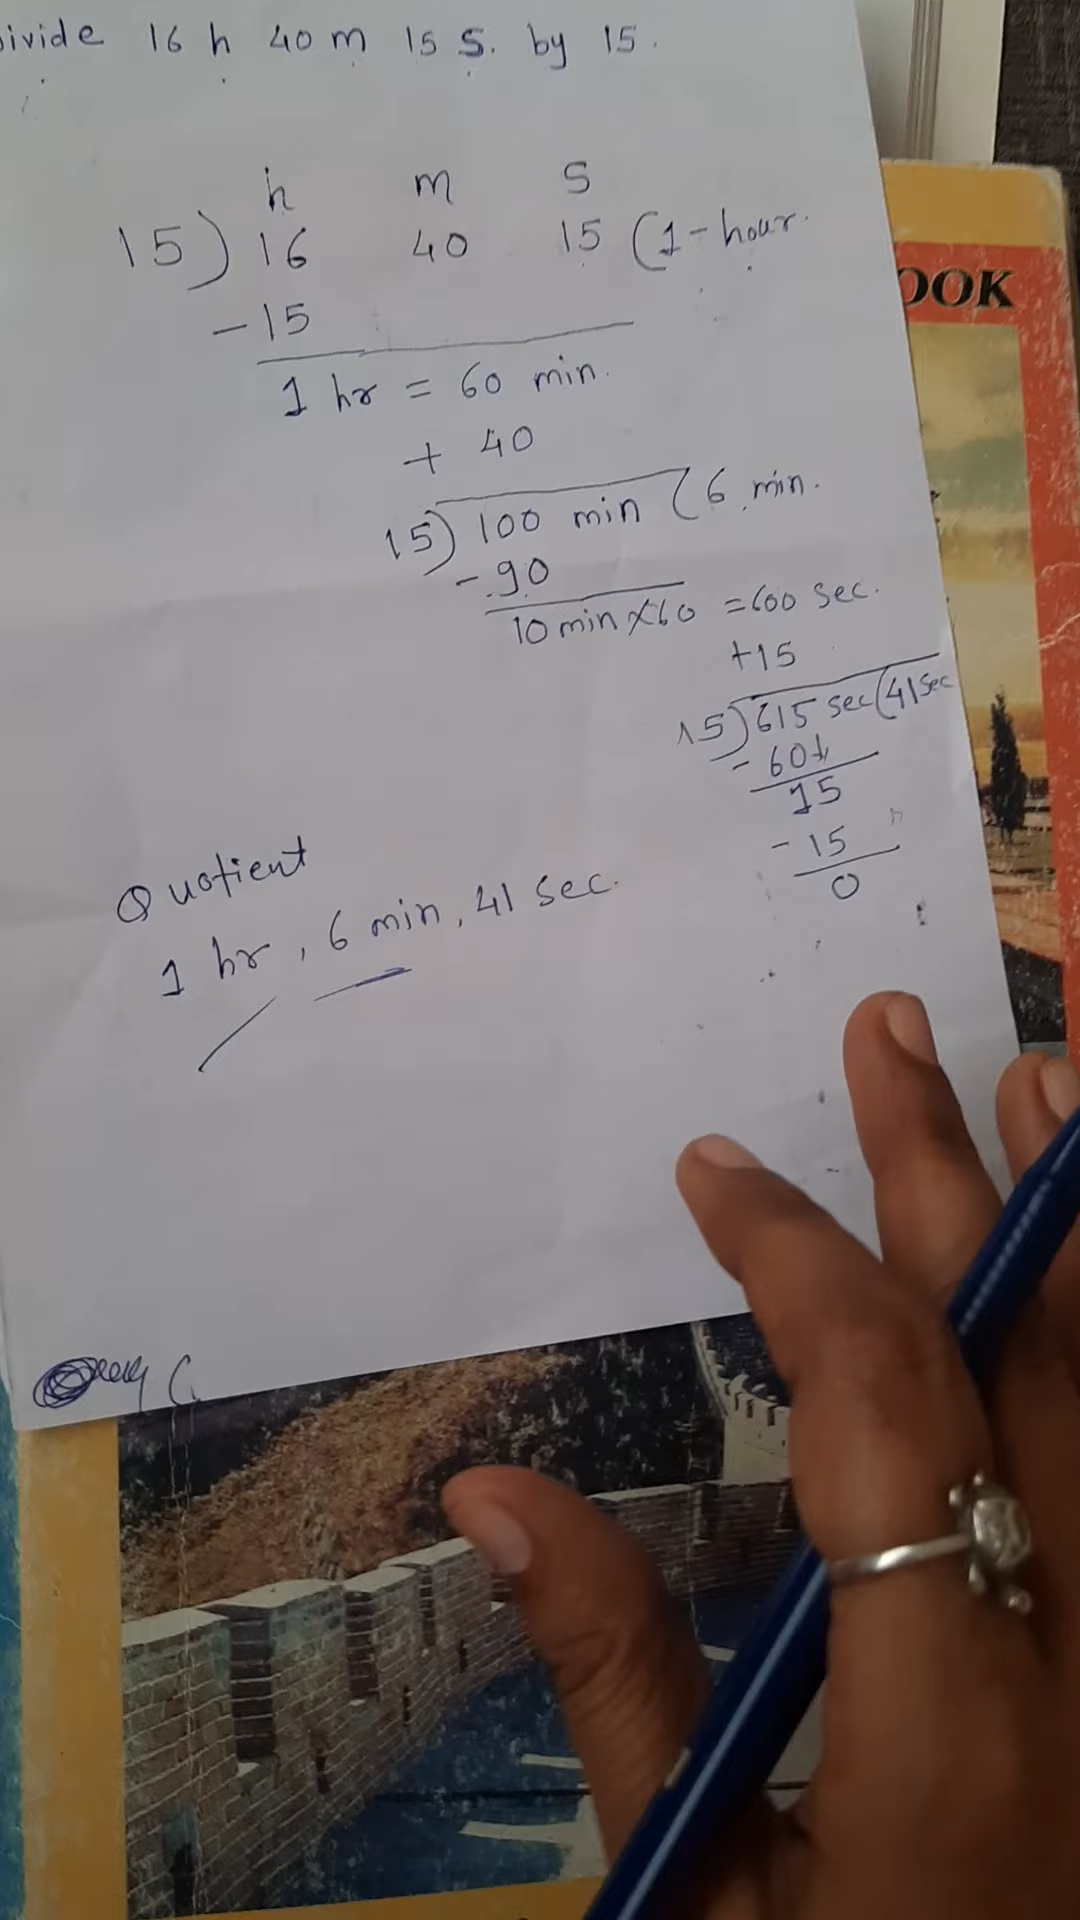 ivide 16 h 40 m 15 s. by 15.
h m s
15) 16 40 15 (1-hour.
-15
1 hr = 60 min.
+ 40
15) 100 min (6 min.
-90
10 min x 60 = 600 sec.
+15
15) 615 sec (41 sec
-60↓
15
-15
0
Quotient
1 hr, 6 min, 41 sec.
OOK